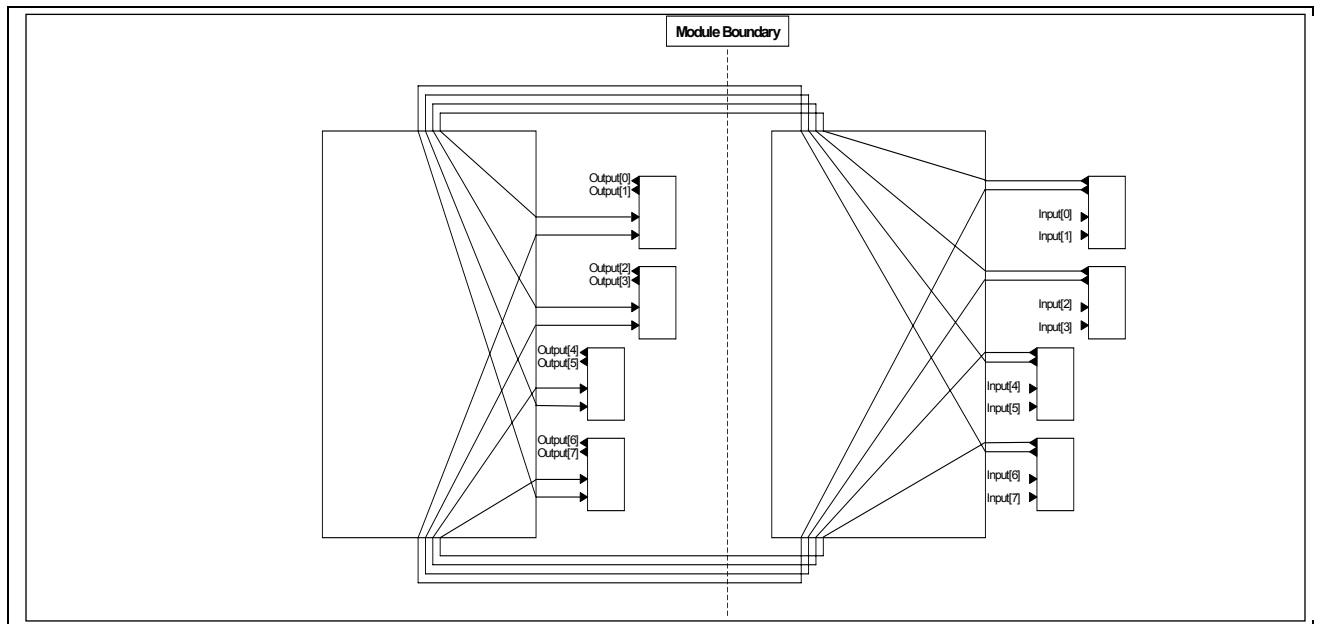 Module Boundary
Output[0]
Output[1]
Output[2]
Output[3]
Output[4]
Output[5]
Output[6]
Output[7]
Input[0]
Input[1]
Input[2]
Input[3]
Input[4]
Input[5]
Input[6]
Input[7]